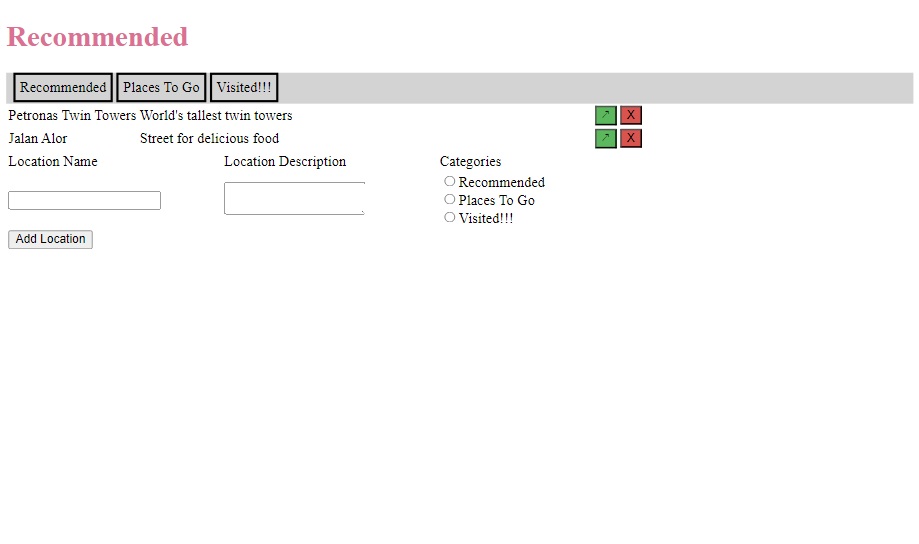 Recommended
Recommended Places To Go Visited!!!
Petronas Twin Towers World's tallest twin towers ↗ X
Jalan Alor Street for delicious food ↗ X
Location Name Location Description Categories
Recommended
Places To Go
Visited!!!
Add Location